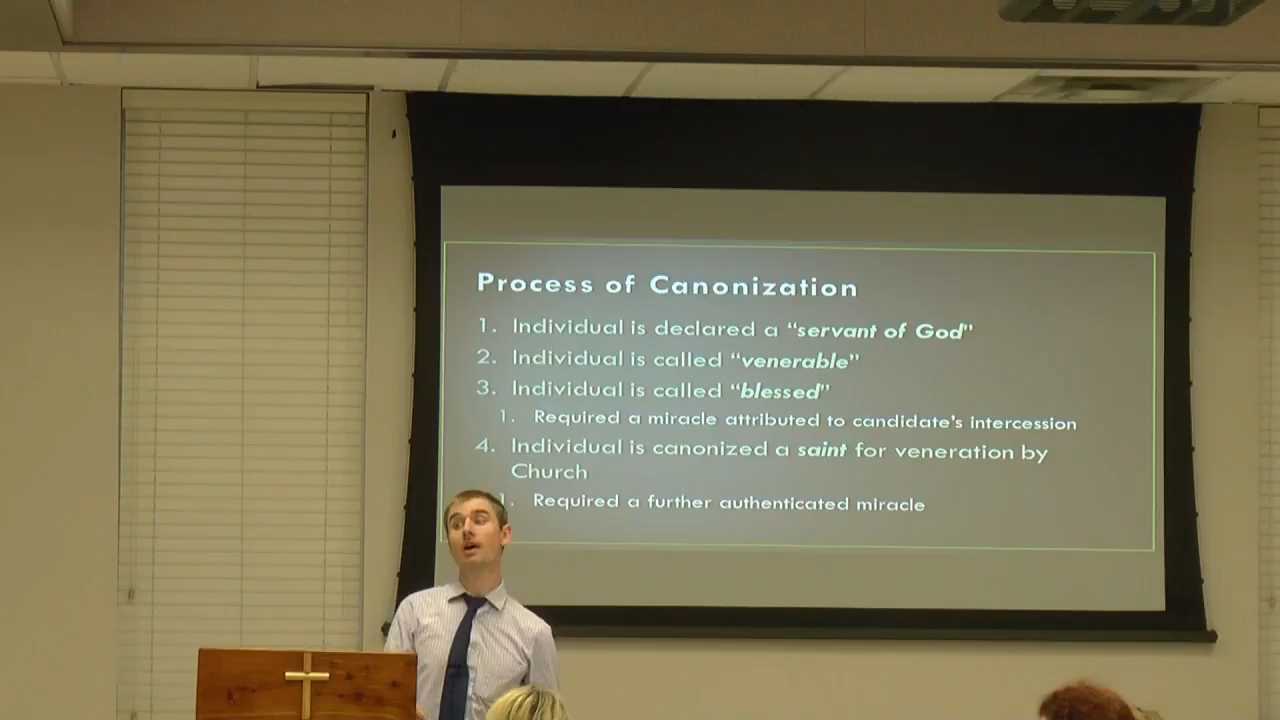 Process of Canonization
1. Individual is declared a “servant of God”
2. Individual is called “venerable”
3. Individual is called “blessed”
1. Required a miracle attributed to candidate’s intercession
4. Individual is canonized a saint for veneration by
Church
1. Required a further authenticated miracle